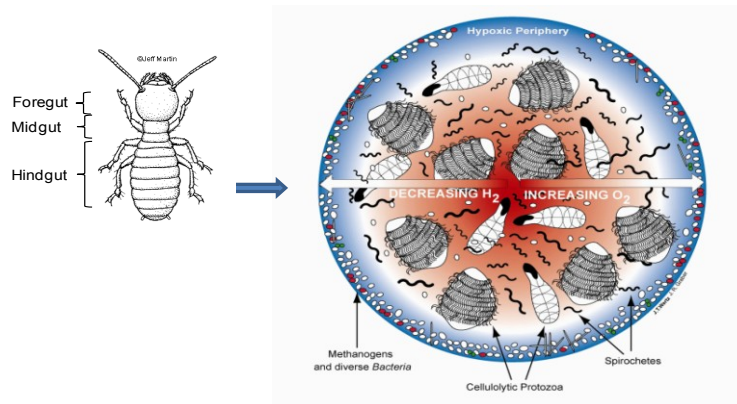 ©Jeff Martin
Foregut
Midgut
Hindgut
Hypoxic Periphery
DECREASING H2 INCREASING O2
Methanogens
and diverse Bacteria
Cellulolytic Protozoa
Spirochetes